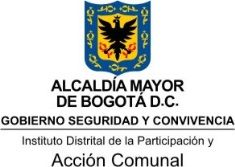 ALCALDÍA MAYOR
DE BOGOTÁ D.C.
GOBIERNO SEGURIDAD Y CONVIVENCIA
Instituto Distrital de la Participación y
Acción Comunal